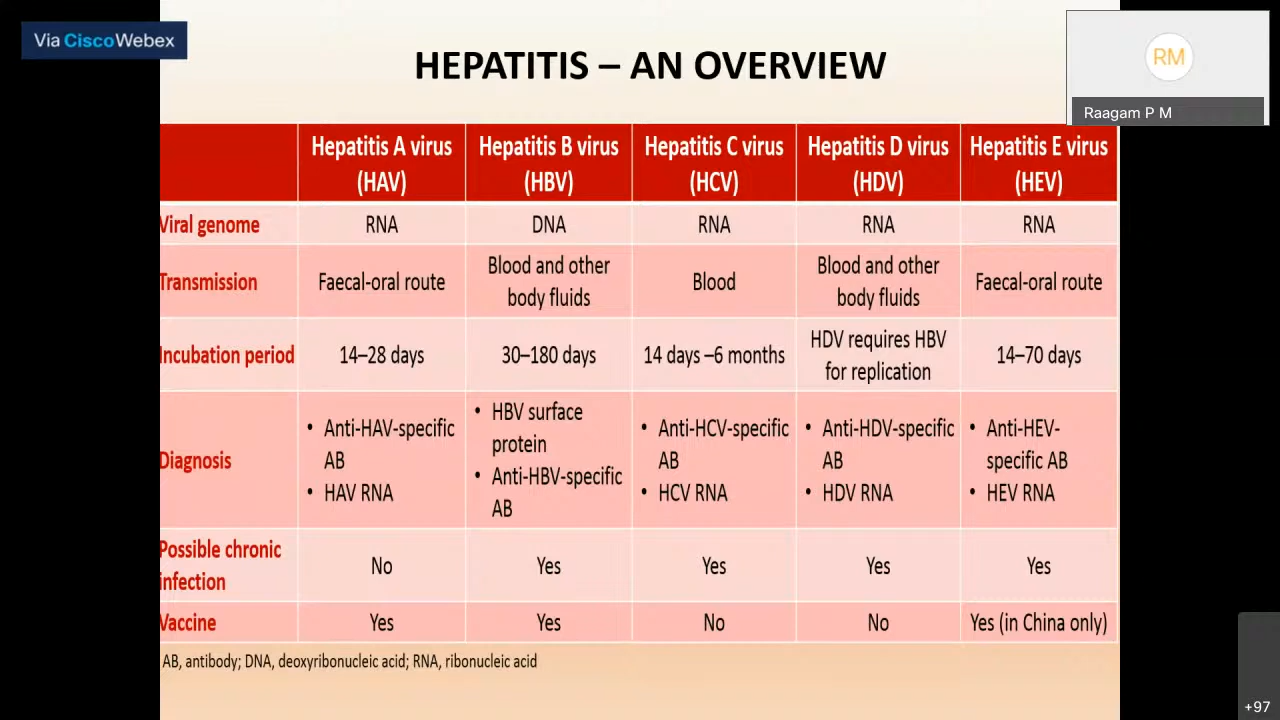 Via CiscoWebex
HEPATITIS – AN OVERVIEW
RM
Raagam P M
Hepatitis A virus (HAV)
Hepatitis B virus (HBV)
Hepatitis C virus (HCV)
Hepatitis D virus (HDV)
Hepatitis E virus (HEV)
Viral genome
RNA
DNA
RNA
RNA
RNA
Transmission
Faecal-oral route
Blood and other body fluids
Blood
Blood and other body fluids
Faecal-oral route
Incubation period
14–28 days
30–180 days
14 days –6 months
HDV requires HBV for replication
14–70 days
Diagnosis
• Anti-HAV-specific AB
• HAV RNA
• HBV surface protein
• Anti-HBV-specific AB
• Anti-HCV-specific AB
• HCV RNA
• Anti-HDV-specific AB
• HDV RNA
• Anti-HEV-specific AB
• HEV RNA
Possible chronic infection
No
Yes
Yes
Yes
Yes
Vaccine
Yes
Yes
No
No
Yes (in China only)
AB, antibody; DNA, deoxyribonucleic acid; RNA, ribonucleic acid
+97